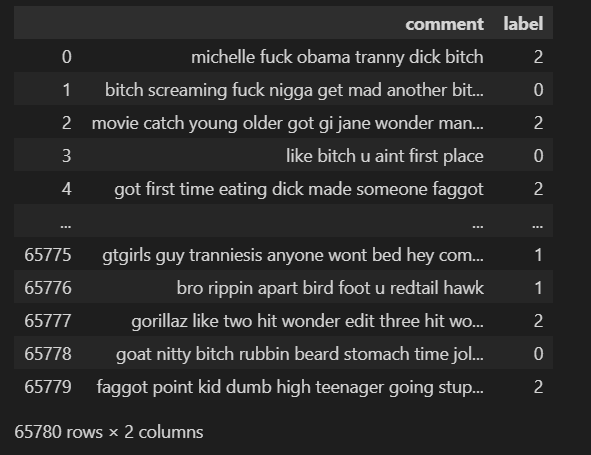 comment label
0 michelle fuck obama tranny dick bitch 2
1 bitch screaming fuck nigga get mad another bit... 0
2 movie catch young older got gi jane wonder man... 2
3 like bitch u aint first place 0
4 got first time eating dick made someone faggot 2
... ... ...
65775 gtgirls guy tranniesis anyone wont bed hey com... 1
65776 bro rippin apart bird foot u redtail hawk 1
65777 gorillaz like two hit wonder edit three hit wo... 2
65778 goat nitty bitch rubbin beard stomach time jol... 0
65779 faggot point kid dumb high teenager going stup... 2
65780 rows × 2 columns